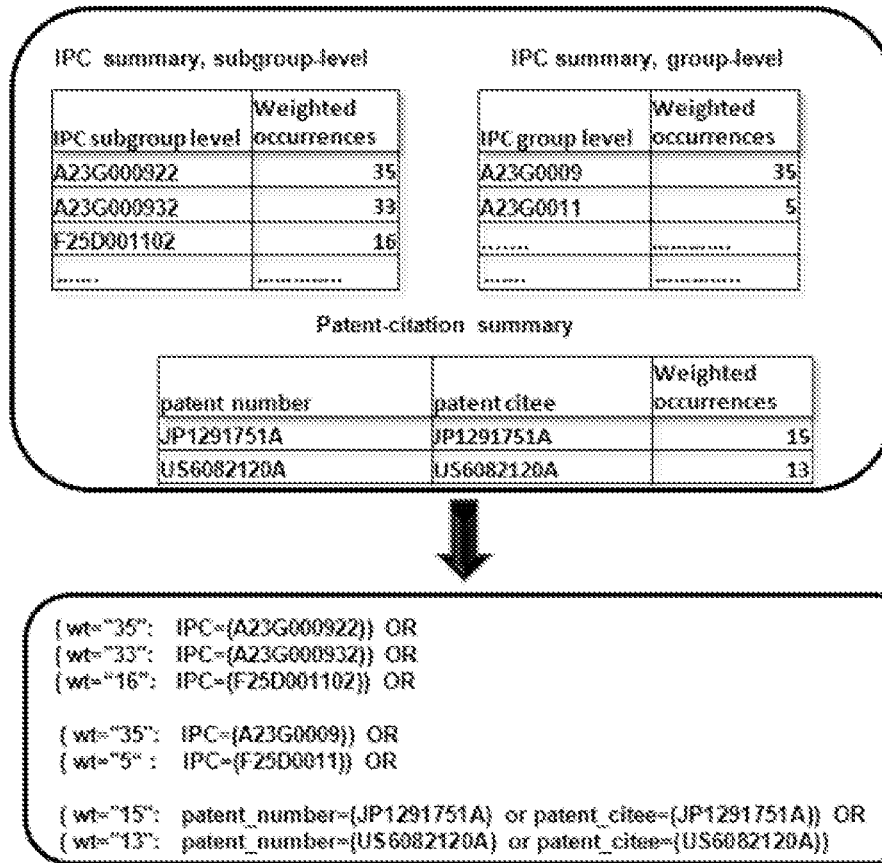 IPC summary, subgroup-level
IPC summary, group-level
IPC subgroup level Weighted occurrences
A23G000922 35
A23G000932 33
F25D001102 16
....... ..............
IPC group level Weighted occurrences
A23G0009 35
A23G0011 5
....... ..............
....... ..............
Patent-citation summary
patent number patent citee Weighted occurrences
JP1291751A JP1291751A 15
US6082120A US6082120A 13
{ wt="35": IPC={A23G000922}} OR
{ wt="33": IPC={A23G000932}} OR
{ wt="16": IPC={F25D001102}} OR
{ wt="35": IPC={A23G0009}} OR
{ wt="5" : IPC={F25D0011}} OR
{ wt="15": patent_number={JP1291751A} or patent_citee={JP1291751A}} OR
{ wt="13": patent_number={US6082120A} or patent_citee={US6082120A}}